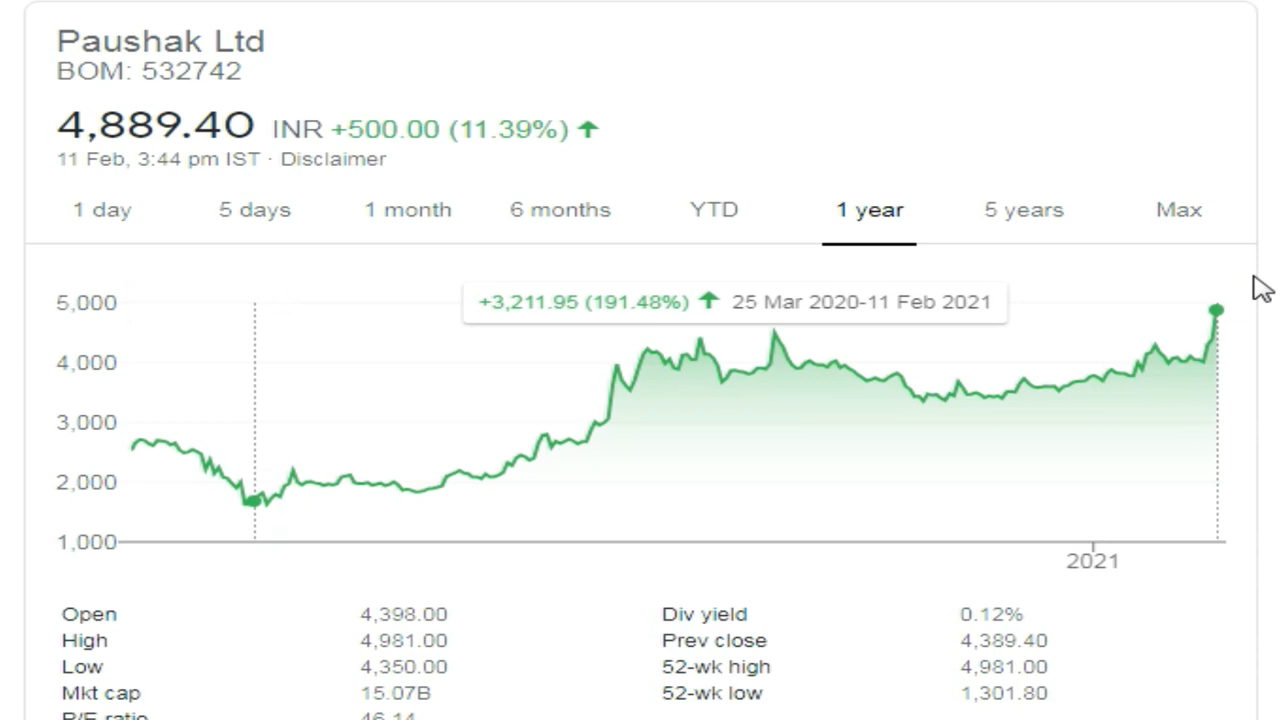 Paushak Ltd
BOM: 532742
4,889.40 INR +500.00 (11.39%)
11 Feb, 3:44 pm IST · Disclaimer
1 day 5 days 1 month 6 months YTD 1 year 5 years Max
+3,211.95 (191.48%) 25 Mar 2020-11 Feb 2021
5,000
4,000
3,000
2,000
1,000
2021
Open 4,398.00 Div yield 0.12%
High 4,981.00 Prev close 4,389.40
Low 4,350.00 52-wk high 4,981.00
Mkt cap 15.07B 52-wk low 1,301.80
P/E ratio 46.14